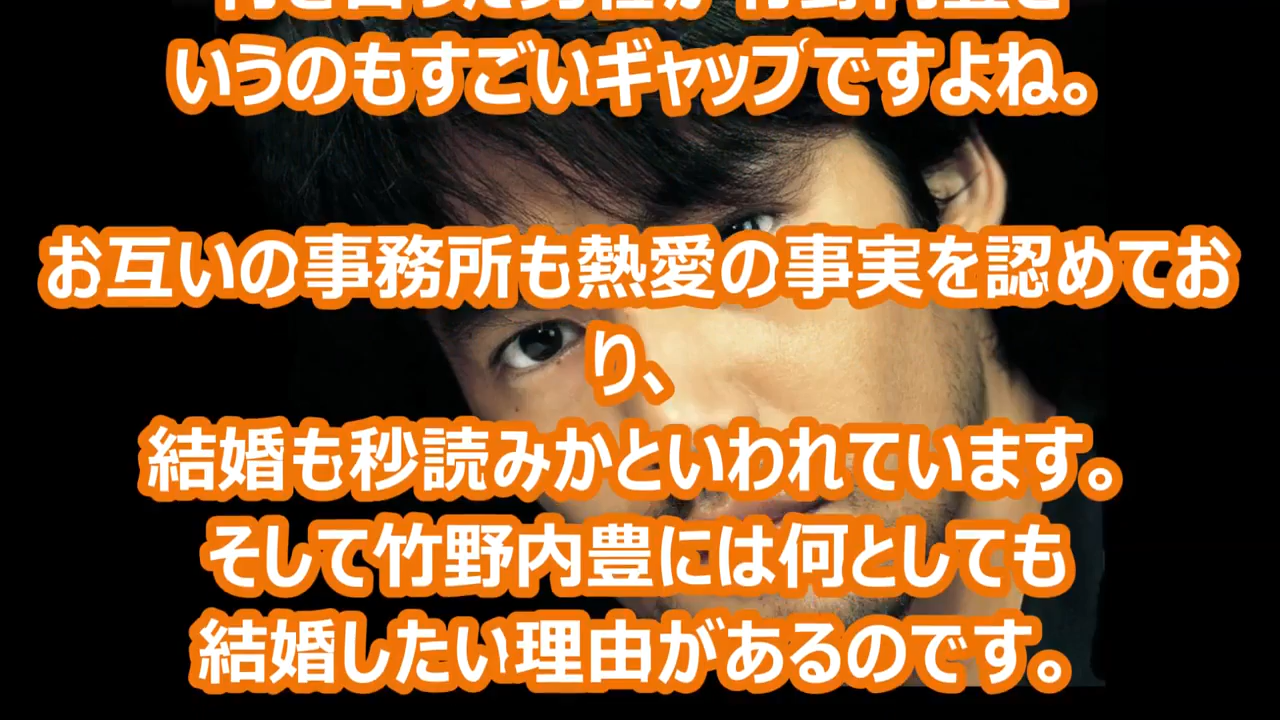 いうのもすごいギャップですよね。
お互いの事務所も熱愛の事実を認めてお
り、
結婚も秒読みかといわれています。
そして竹野内豊には何としても
結婚したい理由があるのです。